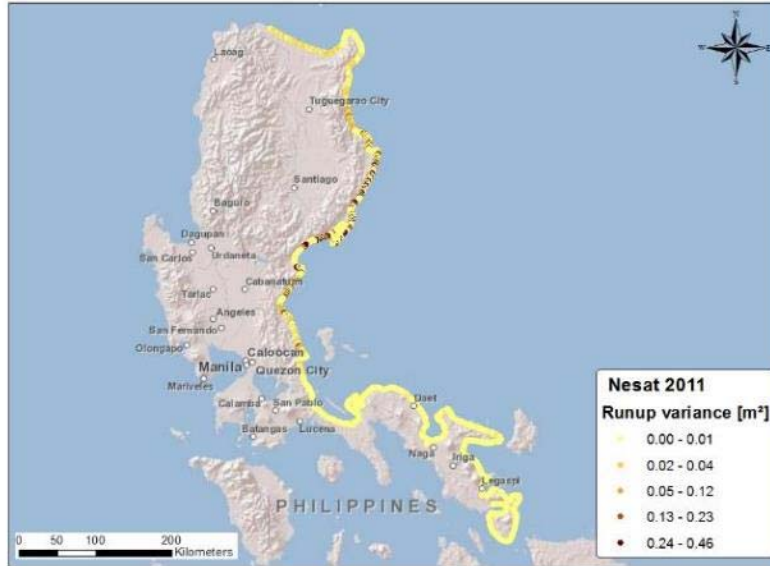 Laoag
Tuguegarao City
Santiago
Baguio
Dagupan
San Carlos
Urdaneta
Tarlac
Cabanatuan
Angeles
San Fernando
Olongapo
Caloocan
Manila
Quezon City
Mariveles
Calamba
San Pablo
Batangas
Lucena
Daet
Naga
Iriga
Legaspi
PHILIPPINES
0 50 100 200
Kilometers
Nesat 2011
Runup variance [m²]
0.00 - 0.01
0.02 - 0.04
0.05 - 0.12
0.13 - 0.23
0.24 - 0.46